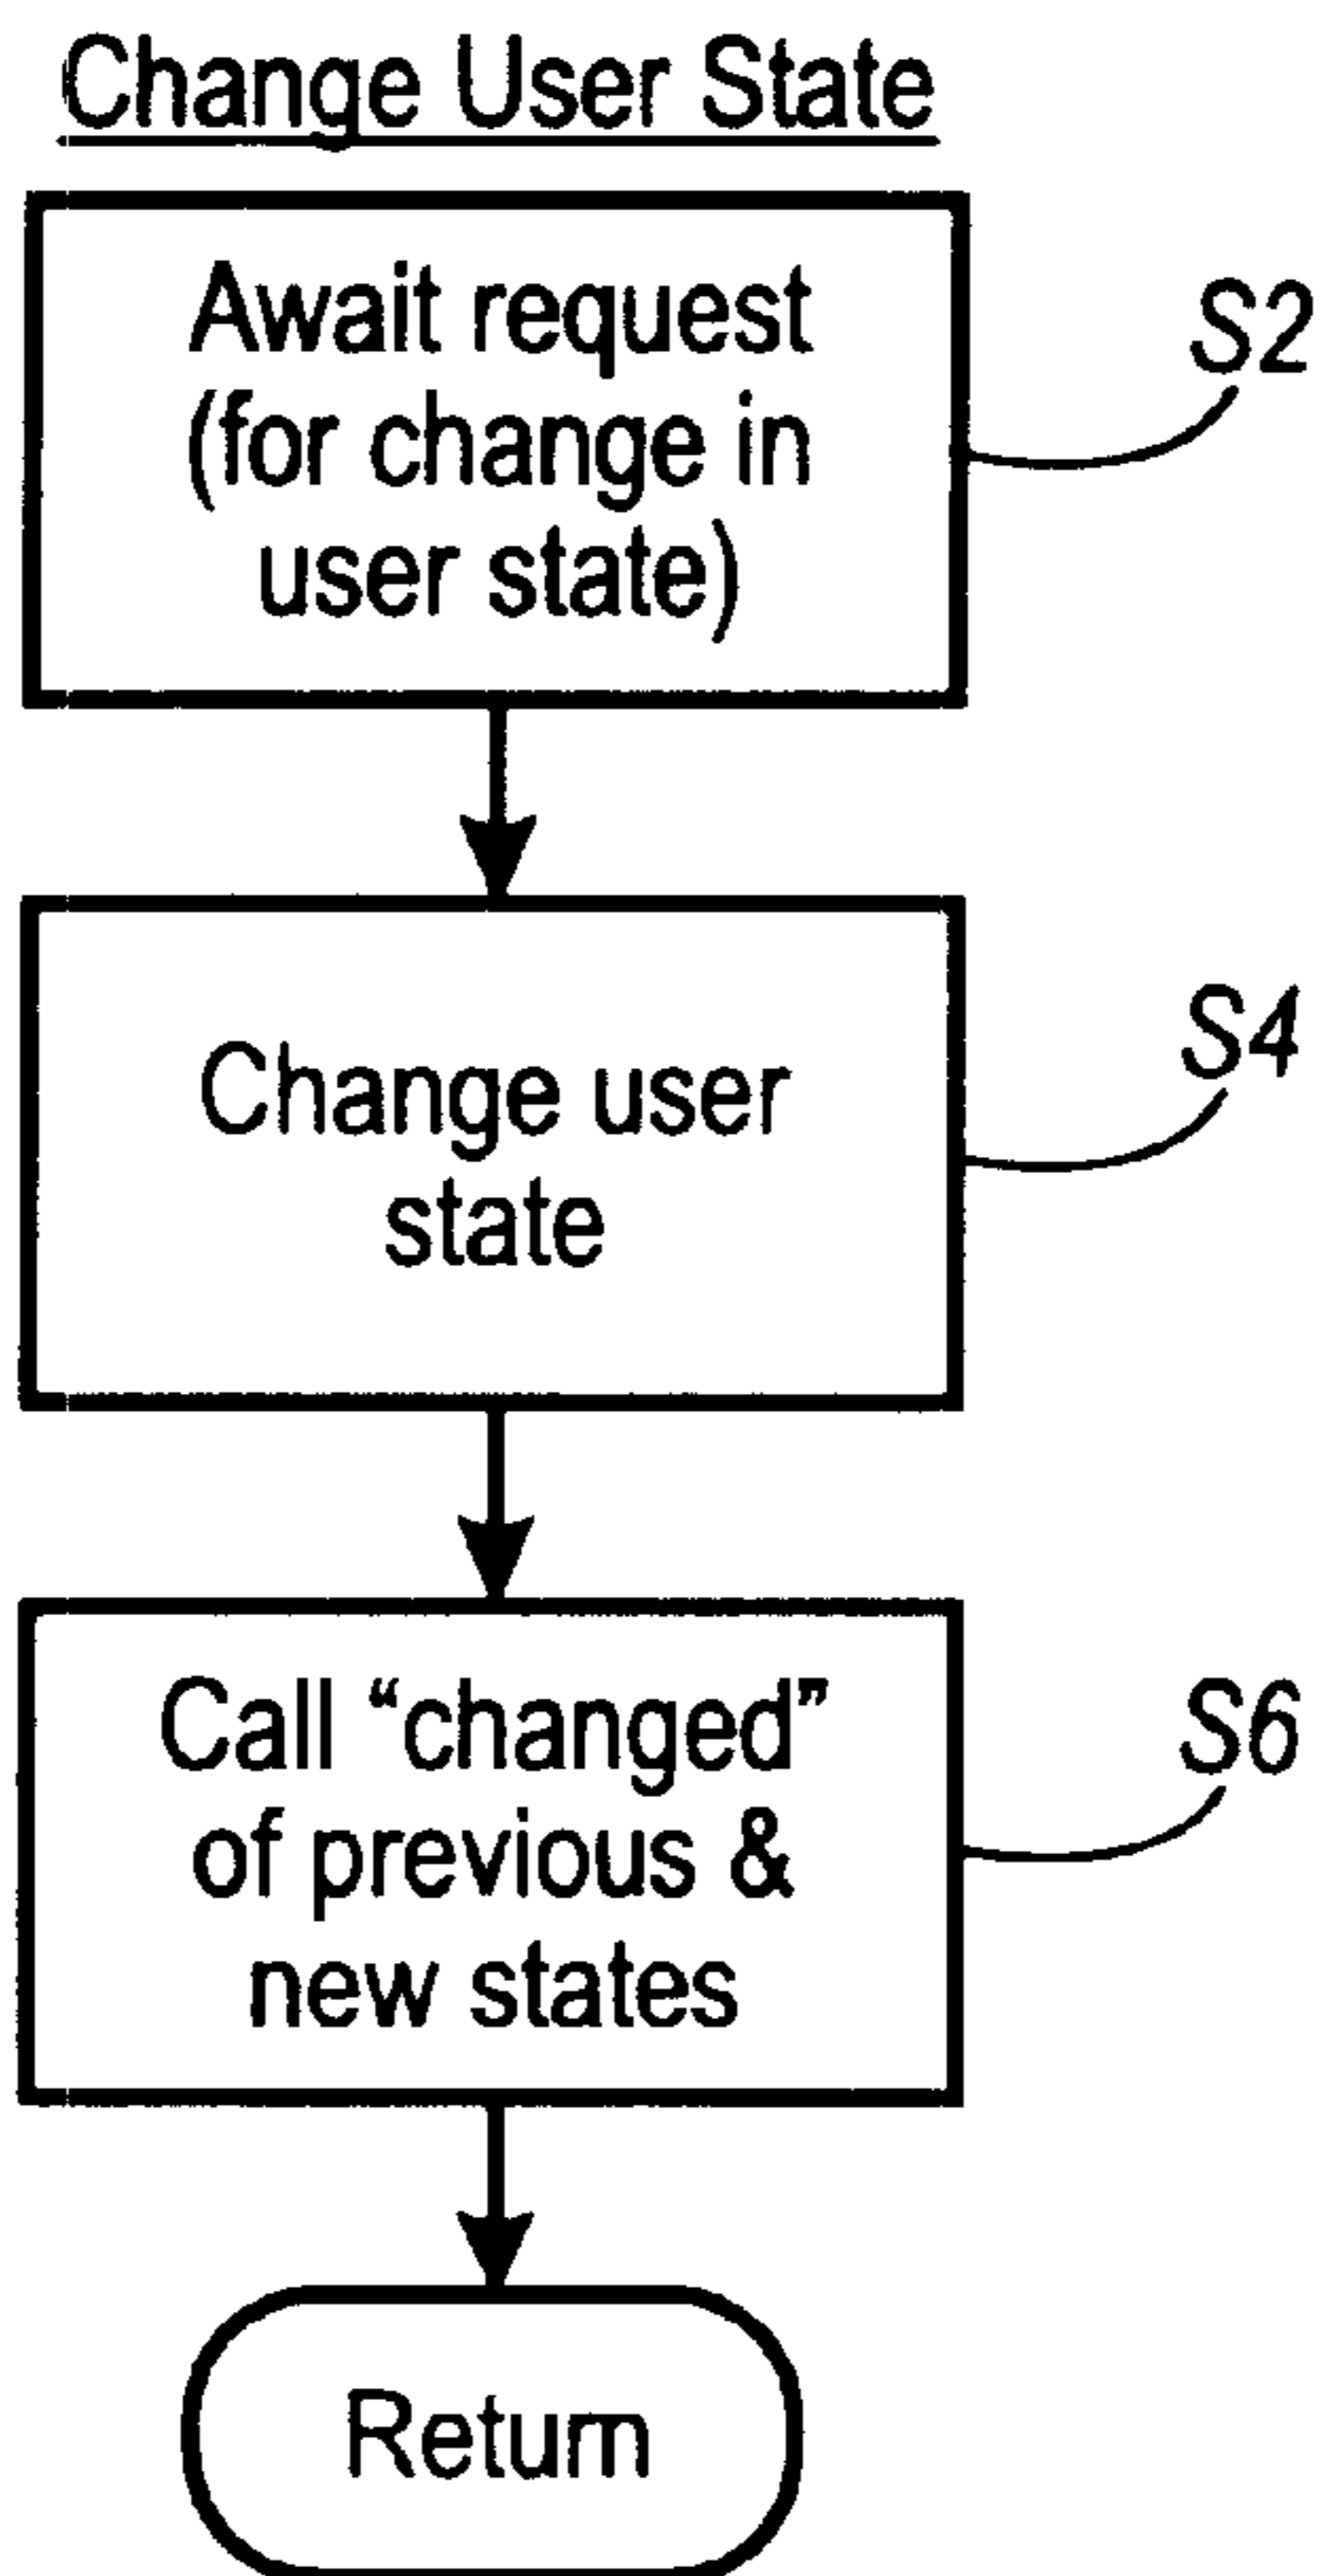 Change User State
Await request
(for change in
user state)
S2
Change user
state
S4
Call “changed”
of previous &
new states
S6
Return